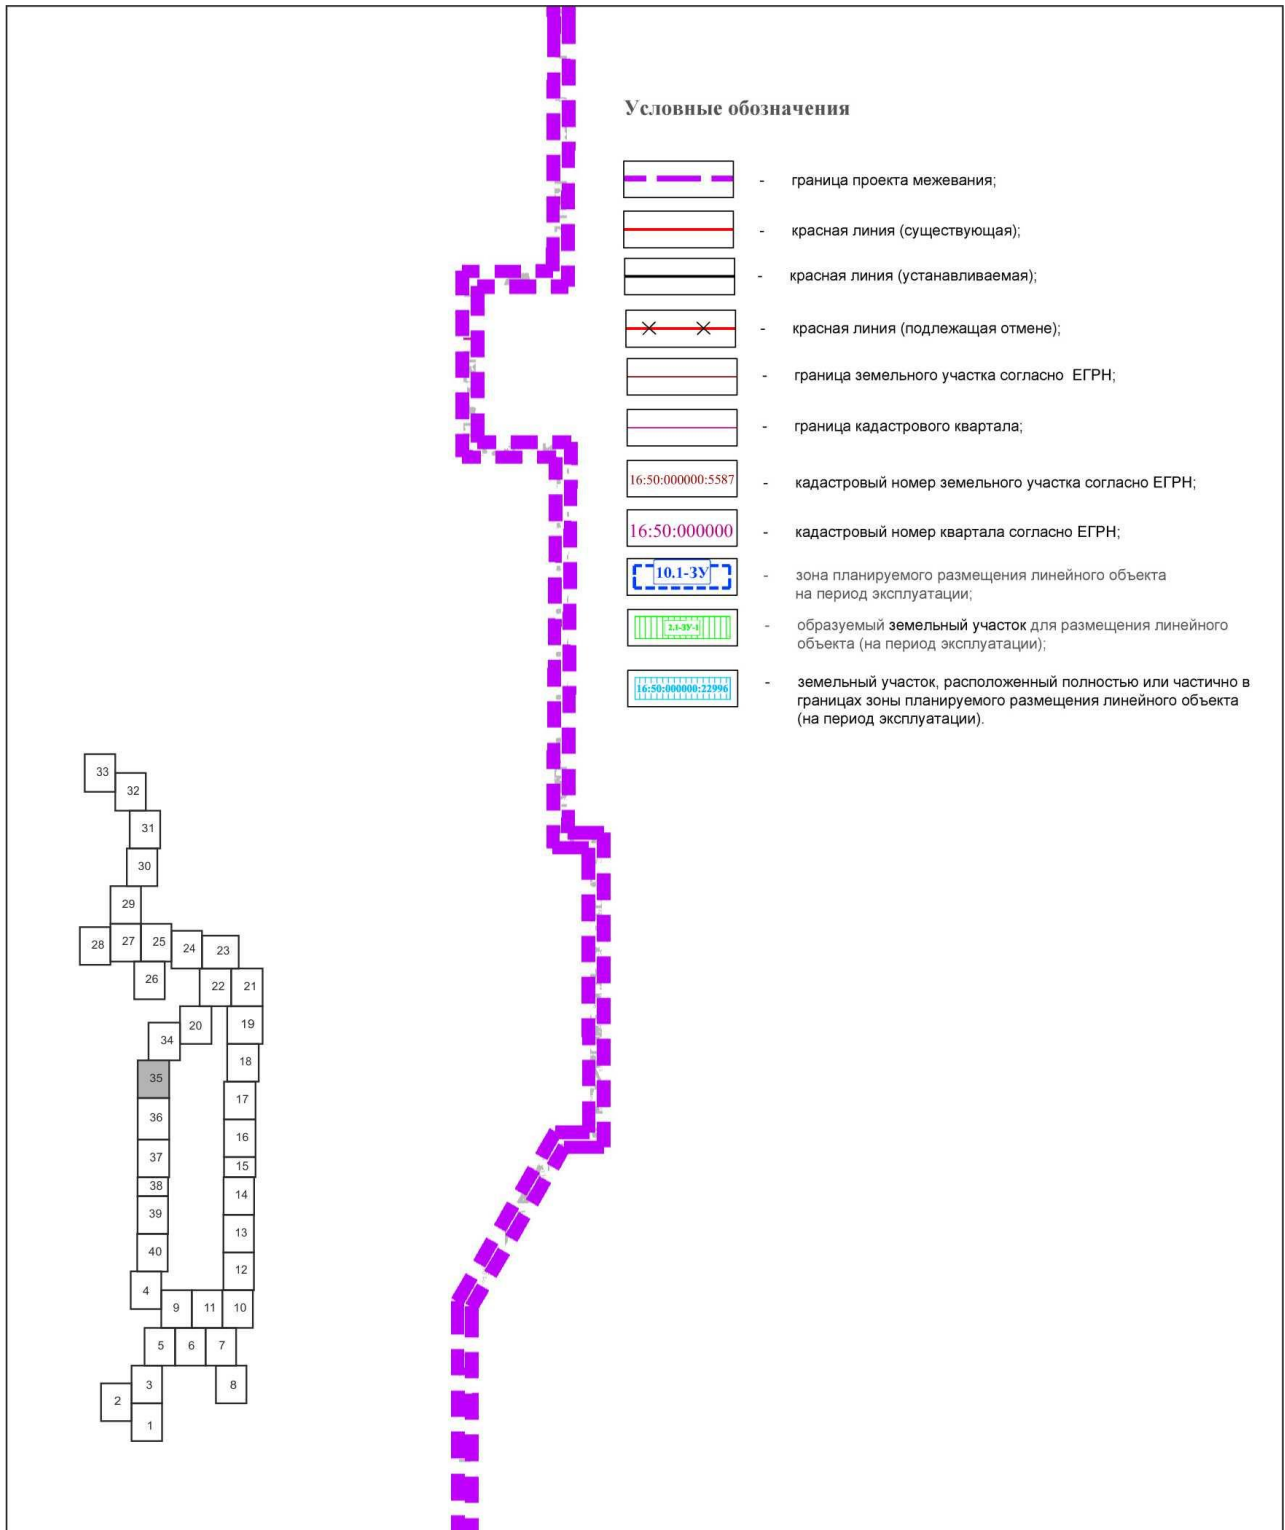 Условные обозначения
- граница проекта межевания;
- красная линия (существующая);
- красная линия (устанавливаемая);
- красная линия (подлежащая отмене);
- граница земельного участка согласно ЕГРН;
- граница кадастрового квартала;
16:50:000000:5587 - кадастровый номер земельного участка согласно ЕГРН;
16:50:000000 - кадастровый номер квартала согласно ЕГРН;
10.1-ЗУ - зона планируемого размещения линейного объекта
на период эксплуатации;
2.1-ЗУ-1 - образуемый земельный участок для размещения линейного
объекта (на период эксплуатации);
16:50:000000:22996 - земельный участок, расположенный полностью или частично в
границах зоны планируемого размещения линейного объекта
(на период эксплуатации).
33
32
31
30
29
28 27 25 24 23
26
22 21
20 19
34
18
35
17
36
16
37
15
38
14
39
13
40
12
4
9 11 10
5 6 7
3 8
2
1